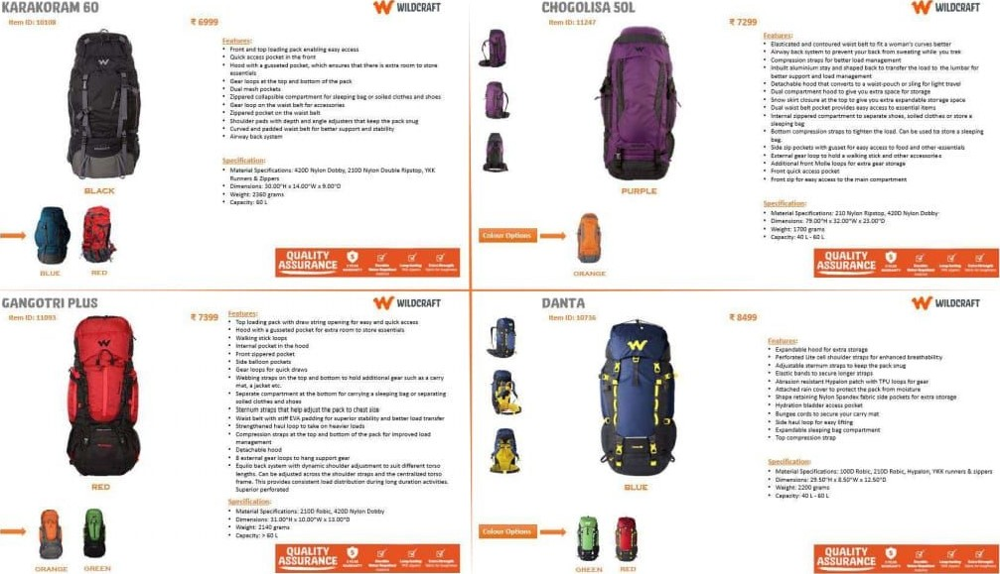 KARAKORAM 60
WILDCRAFT
Item ID: 10108
₹ 6999
Features:
• Front and top loading pack enabling easy access
• Quick access pocket in the front
• Hood with a gusseted pocket, which ensures that there is extra room to store
essentials
• Gear loops at the top and bottom of the pack
• Dual mesh pockets
• Zippered collapsible compartment for sleeping bag or soiled clothes and shoes
• Gear loop on the waist belt for accessories
• Zippered pocket on the waist belt
• Shoulder pads with depth and angle adjusters that keep the pack snug
• Curved and padded waist belt for better support and stability
• Airway back system
Specification:
• Material Specifications: 420D Nylon Dobby, 210D Nylon Double Ripstop, YKK
Runners & Zippers
• Dimensions: 30.00"H x 14.00"W x 9.00"D
• Weight: 2360 grams
• Capacity: 60 L
BLACK
BLUE
RED
QUALITY
ASSURANCE
CHOGOLISA 50L
WILDCRAFT
Item ID: 11247
₹ 7299
Features:
• Elasticated and contoured waist belt to fit a woman's curves better
• Airway back system to prevent your back from sweating while you trek
• Compression straps for better load management
• Inbuilt aluminium stay and shaped back to transfer the load to the lumbar for
better support and load management
• Detachable hood that converts to a waist-pouch or sling for light travel
• Dual compartment hood to give you extra space for storage
• Snow skirt closure at the top to give you extra expandable storage space
• Dual waist belt pocket provides easy access to essential items
• Internal zippered compartment to separate shoes, soiled clothes or store a
sleeping bag
• Bottom compression straps to tighten the load. Can be used to store a sleeping
bag.
• Side zip pockets with gusset for easy access to food and other essentials
• External gear loop to hold a walking stick and other accessories
• Additional front Molle loops for extra gear storage
• Front quick access pocket
• Front zip for easy access to the main compartment
Specification:
• Material Specifications: 210 Nylon Ripstop, 420D Nylon Dobby
• Dimensions: 79.00"H x 32.00"W x 23.00"D
• Weight: 1700 grams
• Capacity: 40 L - 60 L
PURPLE
Colour Options
ORANGE
QUALITY
ASSURANCE
GANGOTRI PLUS
WILDCRAFT
Item ID: 11093
₹ 7399
Features:
• Top loading pack with draw string opening for easy and quick access
• Hood with a gusseted pocket for extra room to store essentials
• Walking stick loops
• Internal pocket in the hood
• Front zippered pocket
• Side balloon pockets
• Gear loops for quick draws
• Webbing straps on the top and bottom to hold additional gear such as a carry
mat, a jacket etc.
• Separate compartment at the bottom for carrying a sleeping bag or separating
soiled clothes and shoes
• Sternum straps that help adjust the pack to chest size
• Waist belt with stiff EVA padding for superior stability and better load transfer
• Strengthened haul loop to take on heavier loads
• Compression straps at the top and bottom of the pack for improved load
management
• Detachable hood
• 8 external gear loops to hang support gear
• Equilo back system with dynamic shoulder adjustment to suit different torso
lengths. Can be adjusted across the shoulder straps and the centralized torso
frame. This provides consistent load distribution during long duration activities.
Superior perforated
Specification:
• Material Specifications: 210D Robic, 420D Nylon Dobby
• Dimensions: 31.00"H x 10.00"W x 13.00"D
• Weight: 2140 grams
• Capacity: > 60 L
RED
ORANGE
GREEN
QUALITY
ASSURANCE
DANTA
WILDCRAFT
Item ID: 10736
₹ 8499
Features:
• Expandable hood for extra storage
• Perforated Lite cell shoulder straps for enhanced breathability
• Adjustable sternum straps to keep the pack snug
• Elastic bands to secure longer straps
• Abrasion resistant Hypalon patch with TPU loops for gear
• Attached rain cover to protect the pack from moisture
• Shape retaining Nylon Spandex fabric side pockets for extra storage
• Hydration bladder access pocket
• Bungee cords to secure your carry mat
• Side haul loop for easy lifting
• Expandable sleeping bag compartment
• Top compression strap
Specification:
• Material Specifications: 100D Robic, 210D Robic, Hypalon, YKK runners & zippers
• Dimensions: 29.50"H x 8.50"W x 12.50"D
• Weight: 2200 grams
• Capacity: 40 L - 60 L
BLUE
Colour Options
GREEN
RED
QUALITY
ASSURANCE